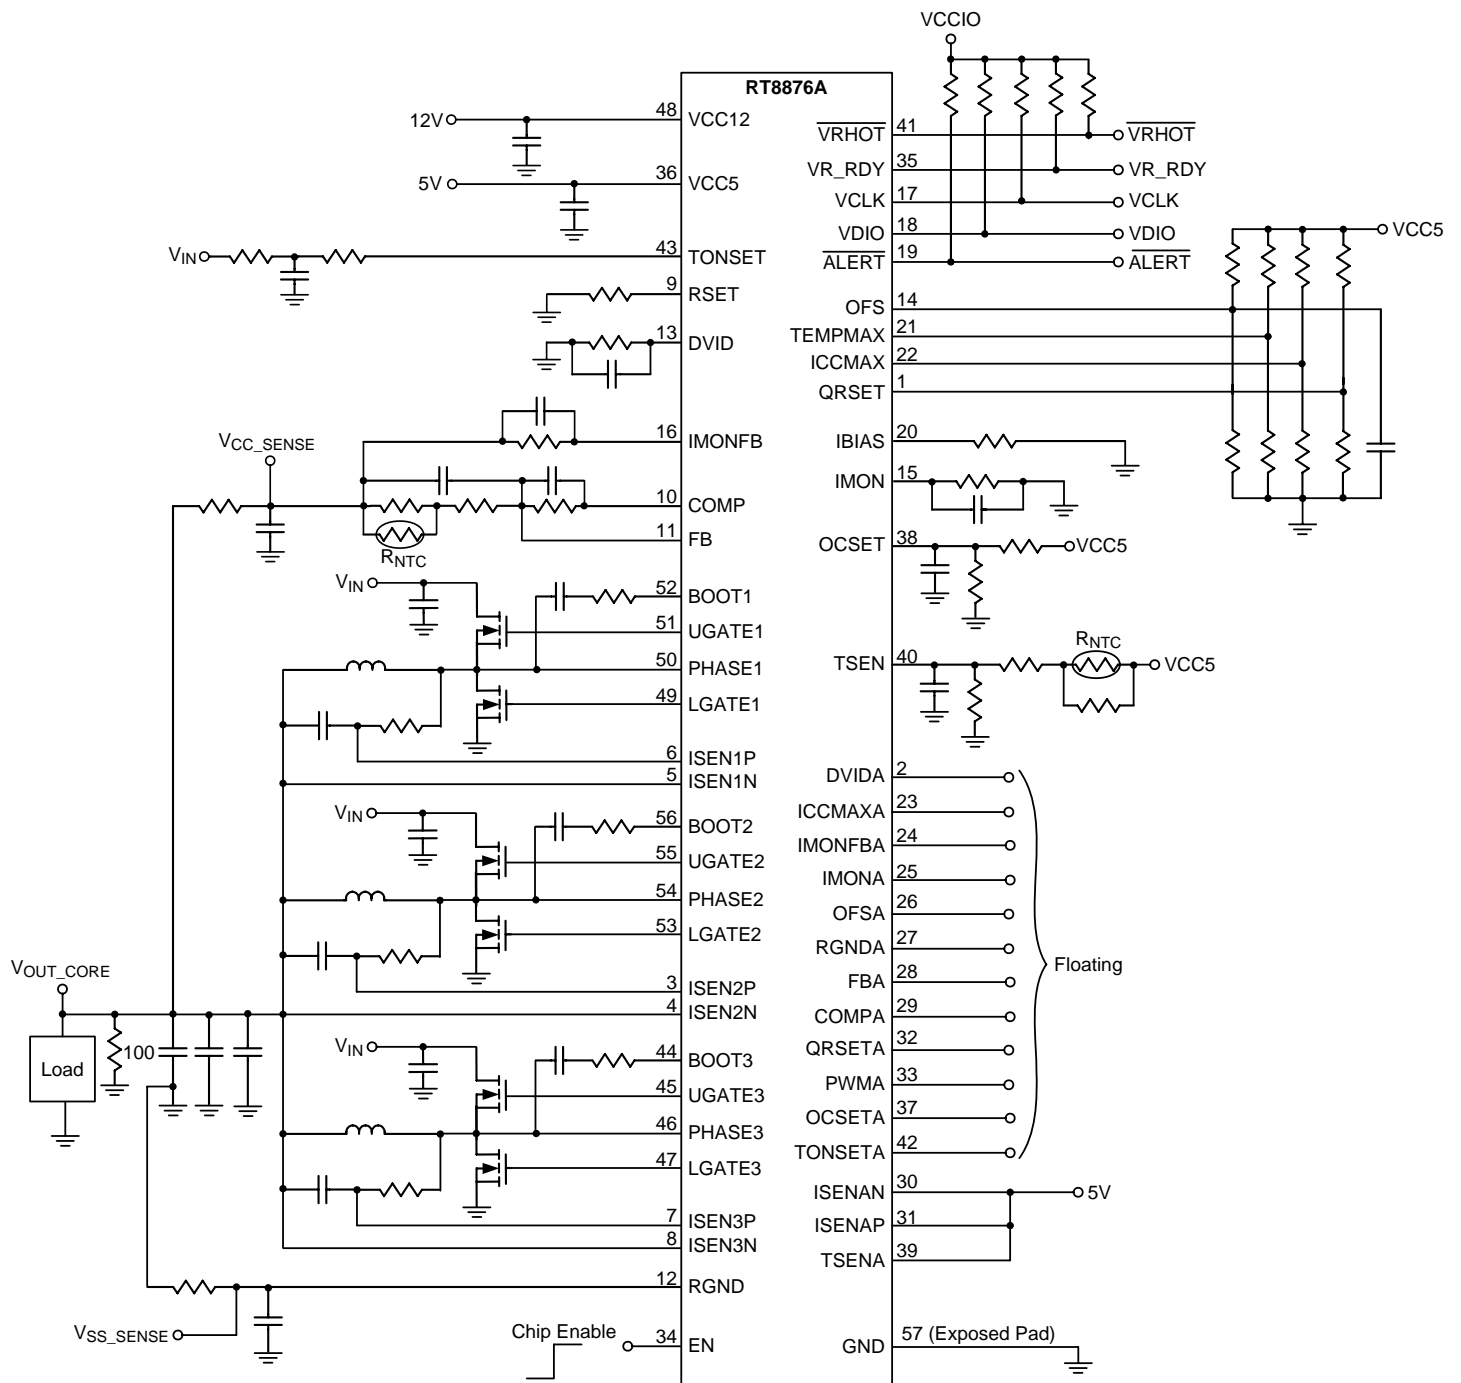 VCCIO
RT8876A
12V
48
VCC12
5V
36
VCC5
VIN
43
TONSET
9
RSET
13
DVID
16
IMONFB
VCC_SENSE
10
COMP
11
FB
RNTC
VIN
52
BOOT1
51
UGATE1
50
PHASE1
49
LGATE1
6
ISEN1P
5
ISEN1N
VIN
56
BOOT2
55
UGATE2
54
PHASE2
53
LGATE2
3
ISEN2P
4
ISEN2N
VOUT_CORE
Load
100
VIN
44
BOOT3
45
UGATE3
46
PHASE3
47
LGATE3
7
ISEN3P
8
ISEN3N
12
RGND
VSS_SENSE
Chip Enable
34
EN
VRHOT
41
VRHOT
VR_RDY
35
VR_RDY
VCLK
17
VCLK
VDIO
18
VDIO
ALERT
19
ALERT
VCC5
OFS
14
TEMPMAX
21
ICCMAX
22
QRSET
1
IBIAS
20
IMON
15
OCSET
38
VCC5
TSEN
40
RNTC
VCC5
DVIDA
2
ICCMAXA
23
IMONFBA
24
IMONA
25
OFSA
26
RGNDA
27
FBA
28
COMPA
29
QRSETA
32
PWMA
33
OCSETA
37
TONSETA
42
Floating
ISENAN
30
5V
ISENAP
31
TSENA
39
GND
57 (Exposed Pad)